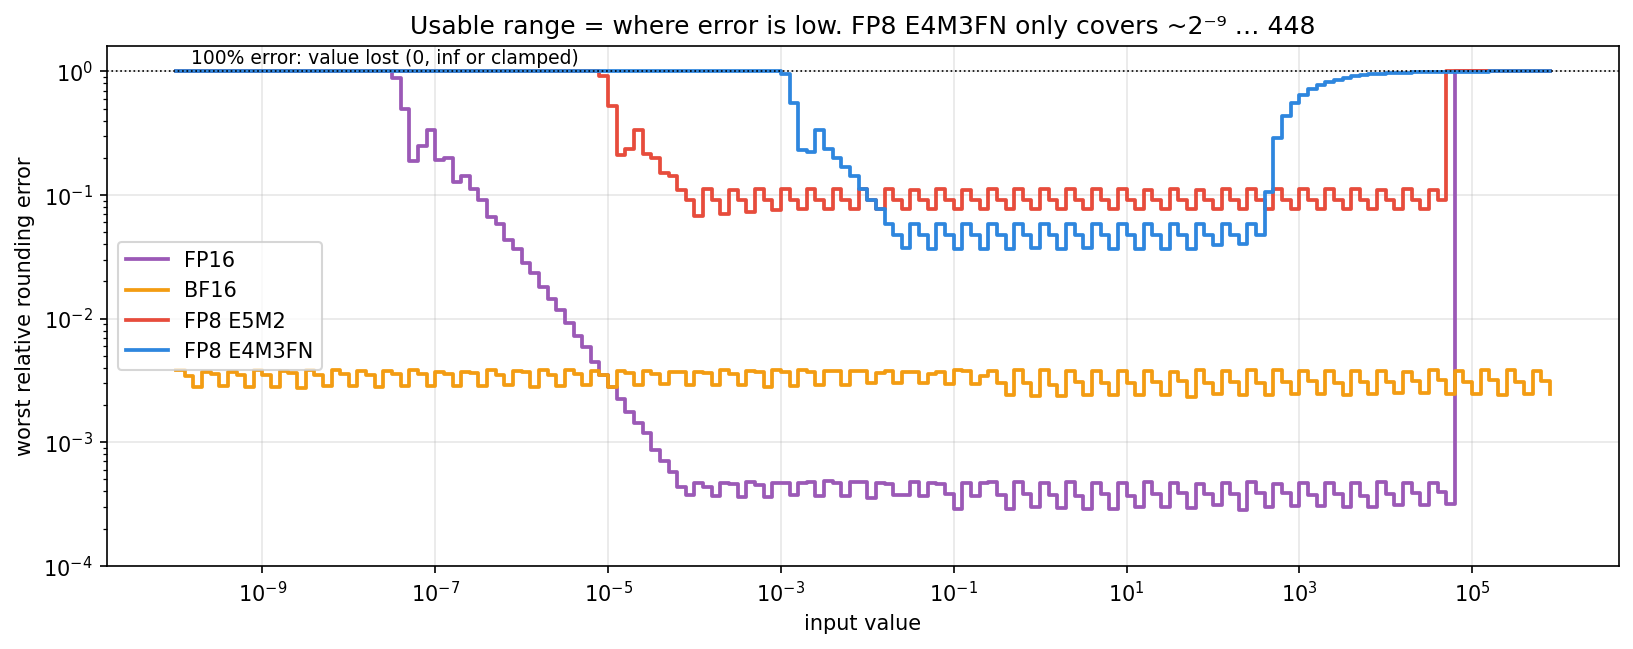 Usable range = where error is low. FP8 E4M3FN only covers ~2⁻⁹ … 448
100% error: value lost (0, inf or clamped)
worst relative rounding error
10⁰
10⁻¹
10⁻²
10⁻³
10⁻⁴
FP16
BF16
FP8 E5M2
FP8 E4M3FN
10⁻⁹ 10⁻⁷ 10⁻⁵ 10⁻³ 10⁻¹ 10¹ 10³ 10⁵
input value